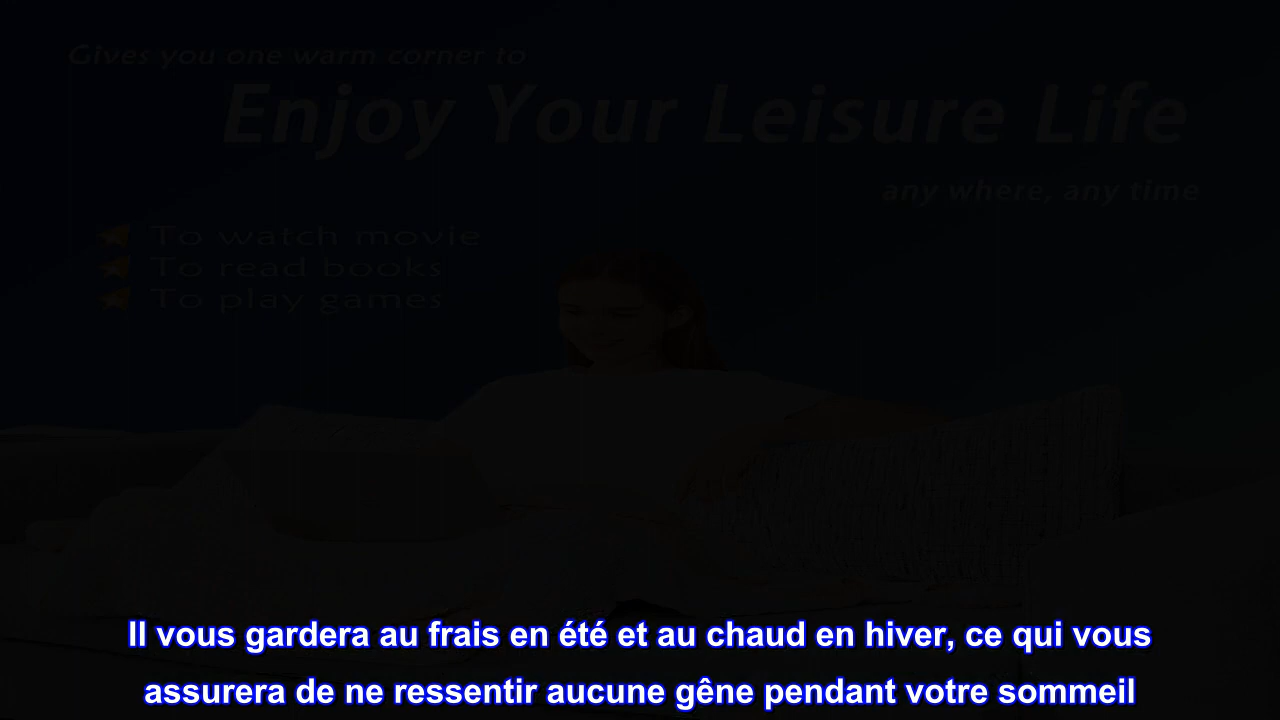 Gives you one warm corner to
Enjoy Your Leisure Life
any where, any time
To watch movie
To read books
To play games
Il vous gardera au frais en été et au chaud en hiver, ce qui vous
assurera de ne ressentir aucune gêne pendant votre sommeil